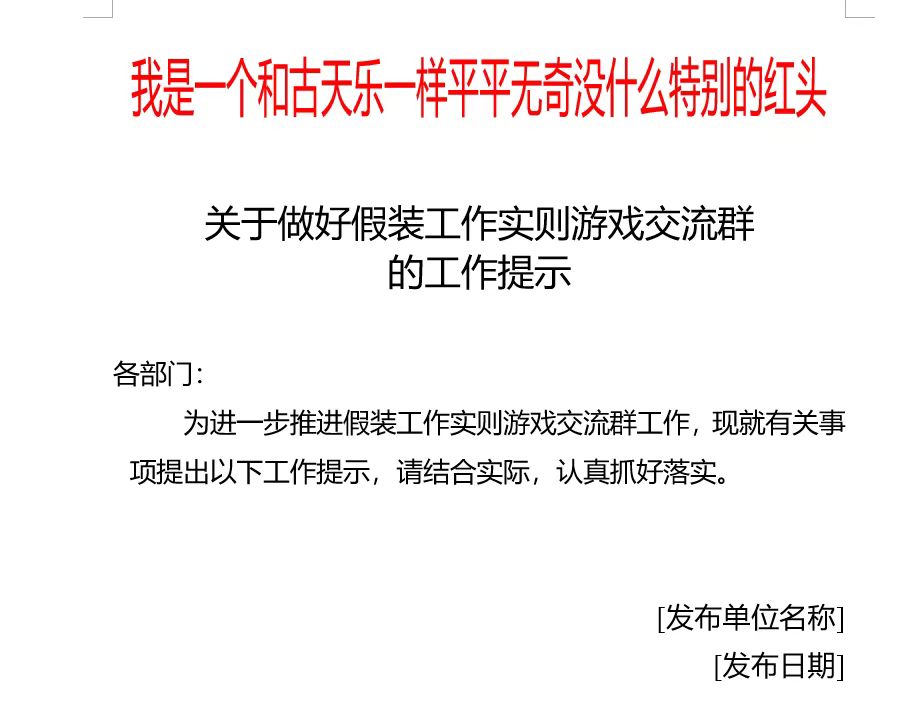 我是一个和古天乐一样平平无奇没什么特别的红头
关于做好假装工作实则游戏交流群
的工作提示
各部门：
为进一步推进假装工作实则游戏交流群工作，现就有关事
项提出以下工作提示，请结合实际，认真抓好落实。
[发布单位名称]
[发布日期]